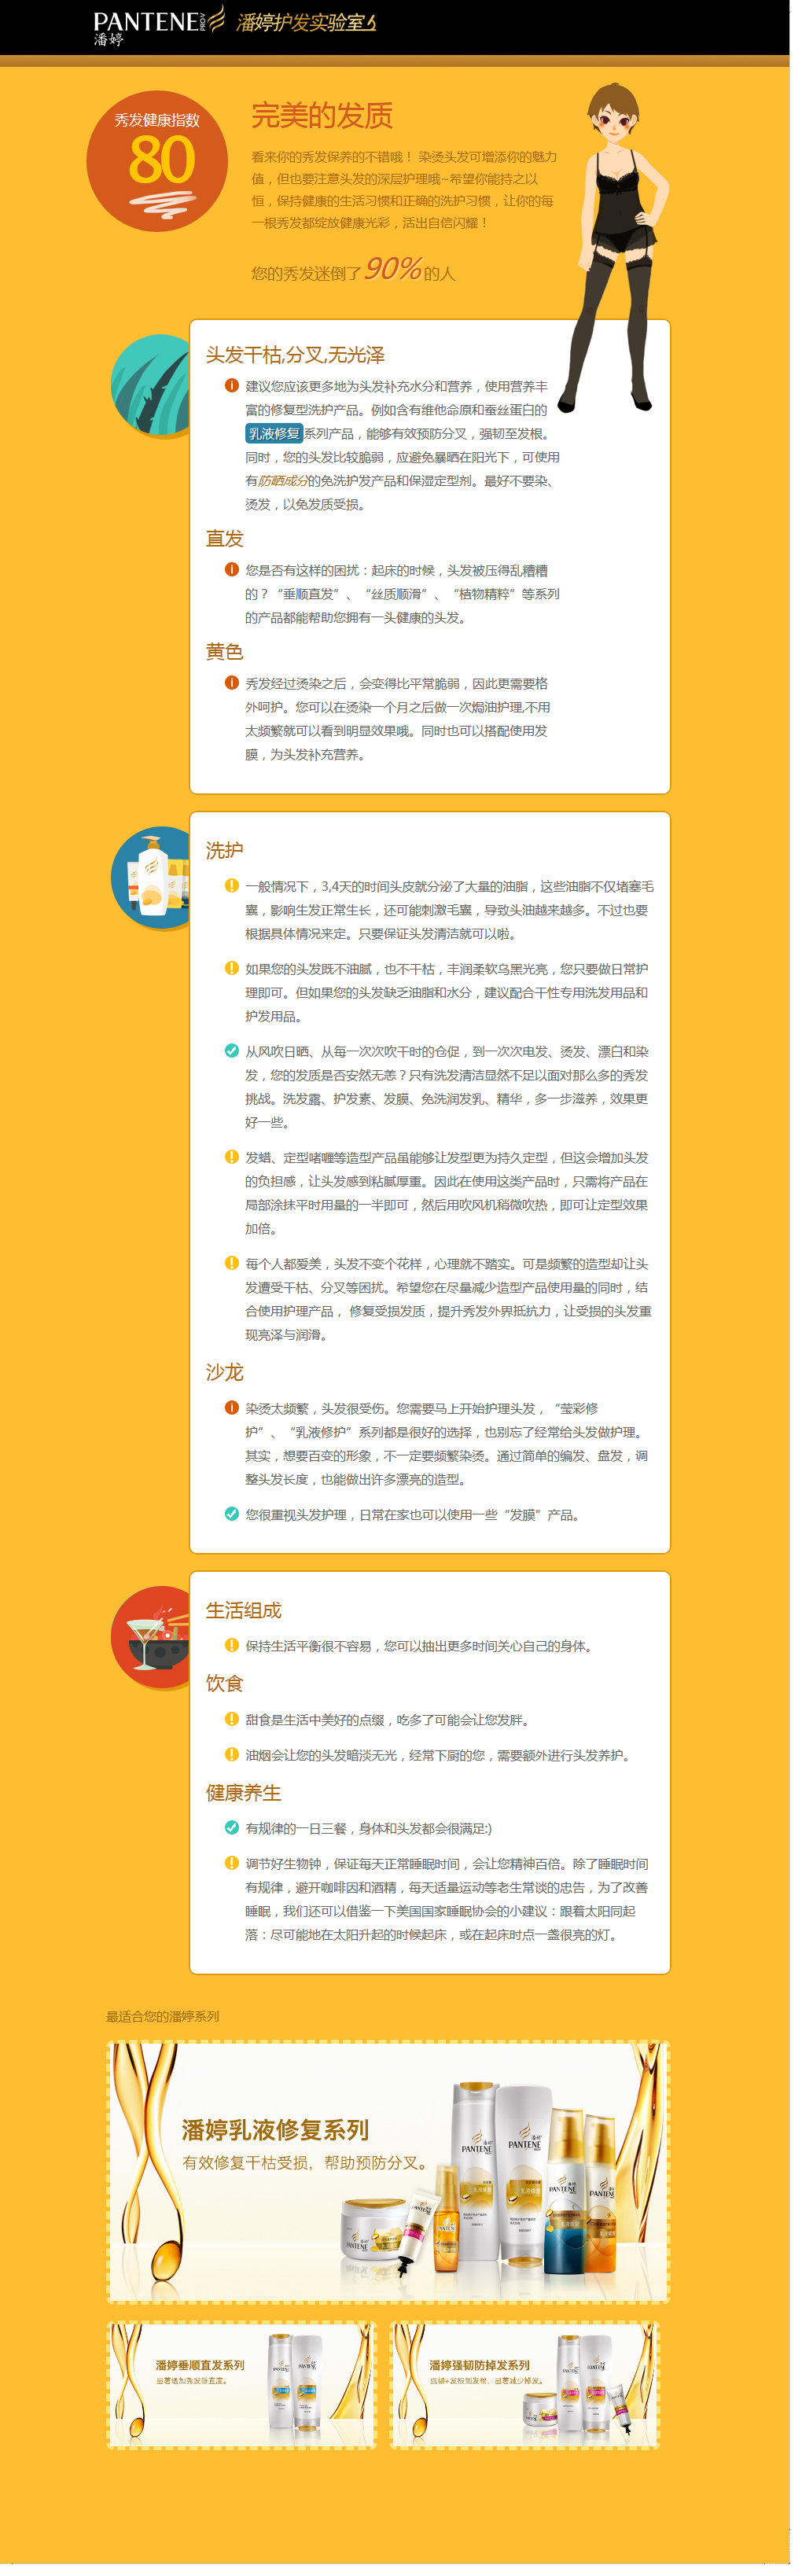 PANTENE PRO-V
潘婷
潘婷护发实验室
秀发健康指数
80
完美的发质
看来你的秀发保养的不错哦！ 染烫头发可增添你的魅力
值，但也要注意头发的深层护理哦~希望你能持之以
恒，保持健康的生活习惯和正确的洗护习惯，让你的每
一根秀发都绽放健康光彩，活出自信闪耀！
您的秀发迷倒了90%的人
头发干枯,分叉,无光泽
建议您应该更多地为头发补充水分和营养，使用营养丰
富的修复型洗护产品。例如含有维他命原和蚕丝蛋白的
乳液修复系列产品，能够有效预防分叉，强韧至发根。
同时，您的头发比较脆弱，应避免暴晒在阳光下，可使用
有防晒成分的免洗护发产品和保湿定型剂。最好不要染、
烫发，以免发质受损。
直发
您是否有这样的困扰：起床的时候，头发被压得乱糟糟
的？“垂顺直发”、“丝质顺滑”、“植物精粹”等系列
的产品都能帮助您拥有一头健康的头发。
黄色
秀发经过烫染之后，会变得比平常脆弱，因此更需要格
外呵护。您可以在烫染一个月之后做一次焗油护理,不用
太频繁就可以看到明显效果哦。同时也可以搭配使用发
膜，为头发补充营养。
洗护
一般情况下，3,4天的时间头皮就分泌了大量的油脂，这些油脂不仅堵塞毛
囊，影响生发正常生长，还可能刺激毛囊，导致头油越来越多。不过也要
根据具体情况来定。只要保证头发清洁就可以啦。
如果您的头发既不油腻，也不干枯，丰润柔软乌黑光亮，您只要做日常护
理即可。但如果您的头发缺乏油脂和水分，建议配合干性专用洗发用品和
护发用品。
从风吹日晒、从每一次次吹干时的仓促，到一次次电发、烫发、漂白和染
发，您的发质是否安然无恙？只有洗发清洁显然不足以面对那么多的秀发
挑战。洗发露、护发素、发膜、免洗润发乳、精华，多一步滋养，效果更
好一些。
发蜡、定型啫喱等造型产品虽能够让发型更为持久定型，但这会增加头发
的负担感，让头发感到粘腻厚重。因此在使用这类产品时，只需将产品在
局部涂抹平时用量的一半即可，然后用吹风机稍微吹热，即可让定型效果
加倍。
每个人都爱美，头发不变个花样，心理就不踏实。可是频繁的造型却让头
发遭受干枯、分叉等困扰。希望您在尽量减少造型产品使用量的同时，结
合使用护理产品， 修复受损发质，提升秀发外界抵抗力，让受损的头发重
现亮泽与润滑。
沙龙
染烫太频繁，头发很受伤。您需要马上开始护理头发，“莹彩修
护”、“乳液修护”系列都是很好的选择，也别忘了经常给头发做护理。
其实，想要百变的形象，不一定要频繁染烫。通过简单的编发、盘发，调
整头发长度，也能做出许多漂亮的造型。
您很重视头发护理，日常在家也可以使用一些“发膜”产品。
生活组成
保持生活平衡很不容易，您可以抽出更多时间关心自己的身体。
饮食
甜食是生活中美好的点缀，吃多了可能会让您发胖。
油烟会让您的头发暗淡无光，经常下厨的您，需要额外进行头发养护。
健康养生
有规律的一日三餐，身体和头发都会很满足:)
调节好生物钟，保证每天正常睡眠时间，会让您精神百倍。除了睡眠时间
有规律，避开咖啡因和酒精，每天适量运动等老生常谈的忠告，为了改善
睡眠，我们还可以借鉴一下美国国家睡眠协会的小建议：跟着太阳同起
落：尽可能地在太阳升起的时候起床，或在起床时点一盏很亮的灯。
最适合您的潘婷系列
潘婷乳液修复系列
有效修复干枯受损，帮助预防分叉。
PANTENE
PANTENE
PANTENE
PANTENE
潘婷垂顺直发系列
显著增加秀发垂直度。
潘婷强韧防掉发系列
强韧+发根到发梢，显著减少掉发。